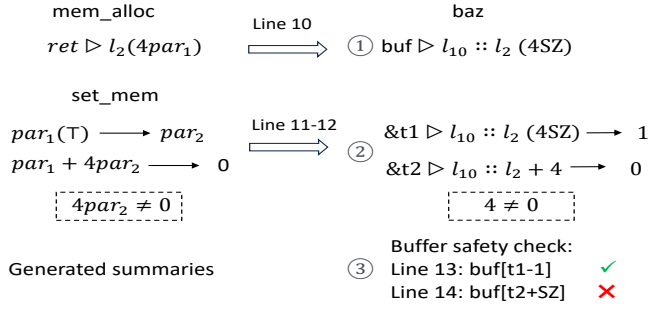 mem_alloc
Line 10
baz
ret ▷ l₂(4par₁)
① buf ▷ l₁₀ :: l₂ (4SZ)
set_mem
Line 11-12
par₁(T) ⟶ par₂
par₁ + 4par₂ ⟶ 0
4par₂ ≠ 0
②
&t1 ▷ l₁₀ :: l₂ (4SZ) ⟶ 1
&t2 ▷ l₁₀ :: l₂ + 4 ⟶ 0
4 ≠ 0
Generated summaries
③
Buffer safety check:
Line 13: buf[t1-1] ✓
Line 14: buf[t2+SZ] ✕